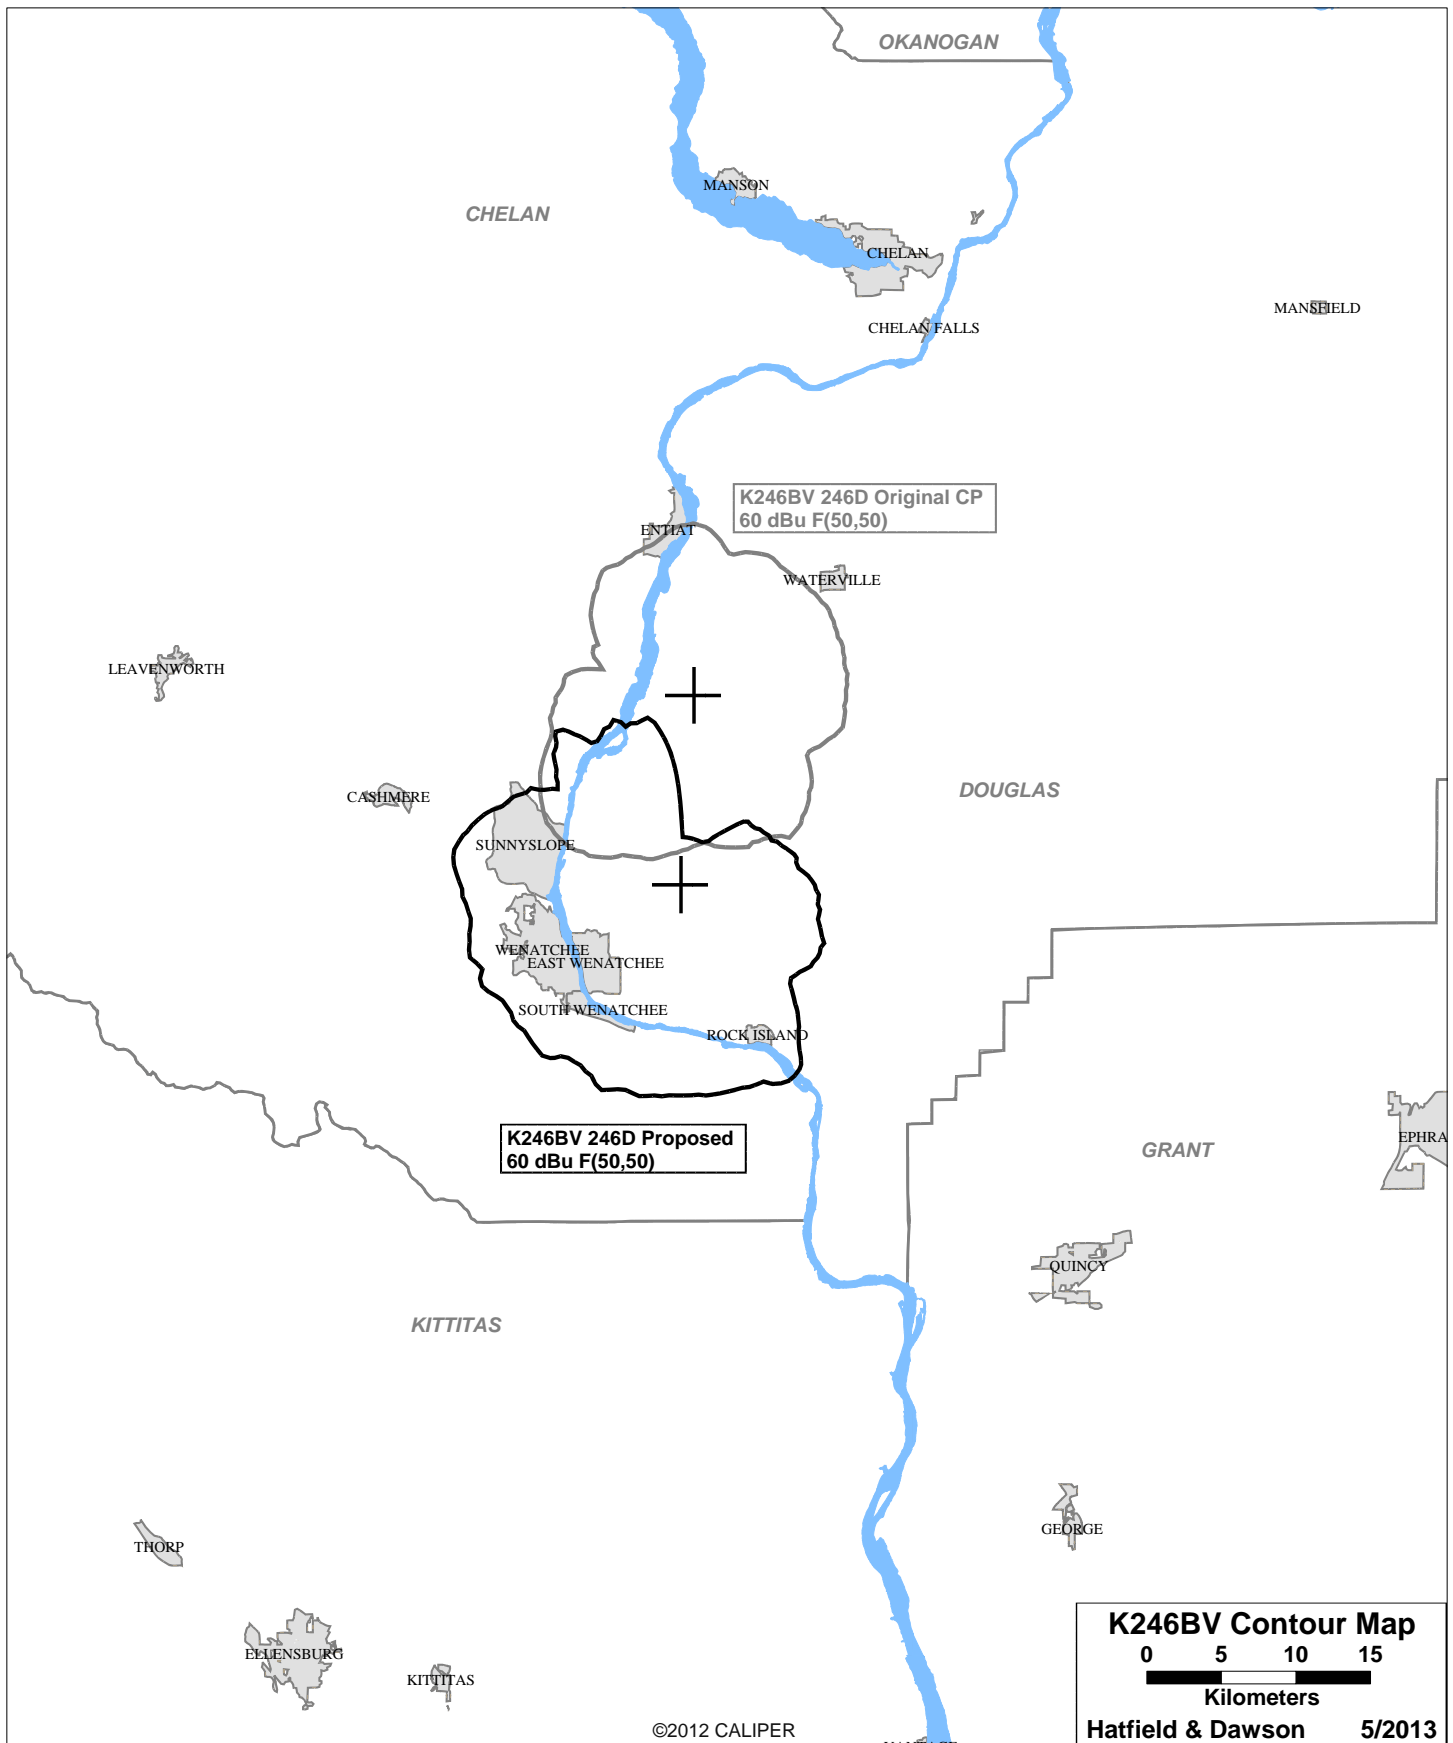 OKANOGAN
MANSON
CHELAN
CHELAN
MANSFIELD
CHELAN FALLS
K246BV 246D Original CP
60 dBu F(50,50)
ENTIAT
WATERVILLE
LEAVENWORTH
DOUGLAS
CASHMERE
SUNNYSLOPE
WENATCHEE
EAST WENATCHEE
SOUTH WENATCHEE
ROCK ISLAND
K246BV 246D Proposed
60 dBu F(50,50)
EPHRA
GRANT
QUINCY
KITTITAS
GEORGE
THORP
ELLENSBURG
KITTITAS
K246BV Contour Map
0 5 10 15
Kilometers
Hatfield & Dawson 5/2013
©2012 CALIPER